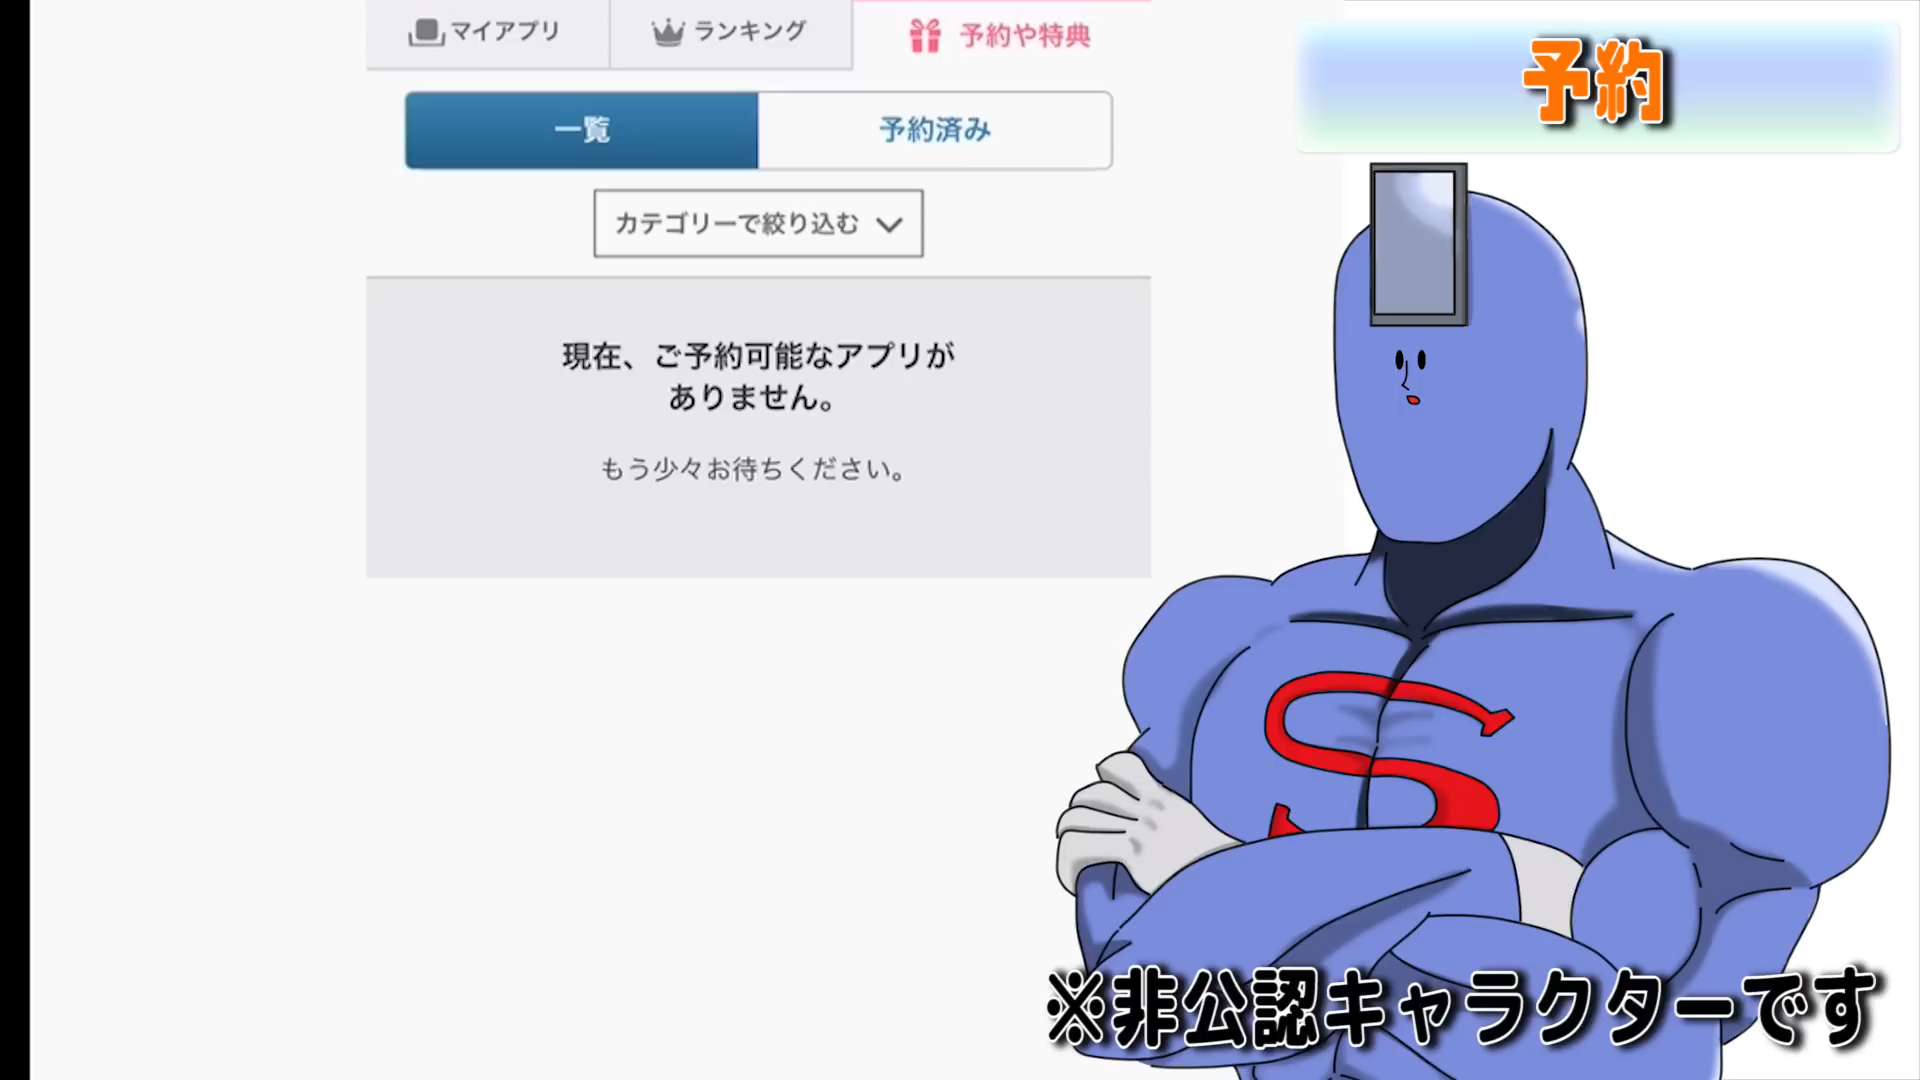 マイアプリ
ランキング
予約や特典
予約
一覧
予約済み
カテゴリーで絞り込む
現在、ご予約可能なアプリが
ありません。
もう少々お待ちください。
S
※非公認キャラクターです